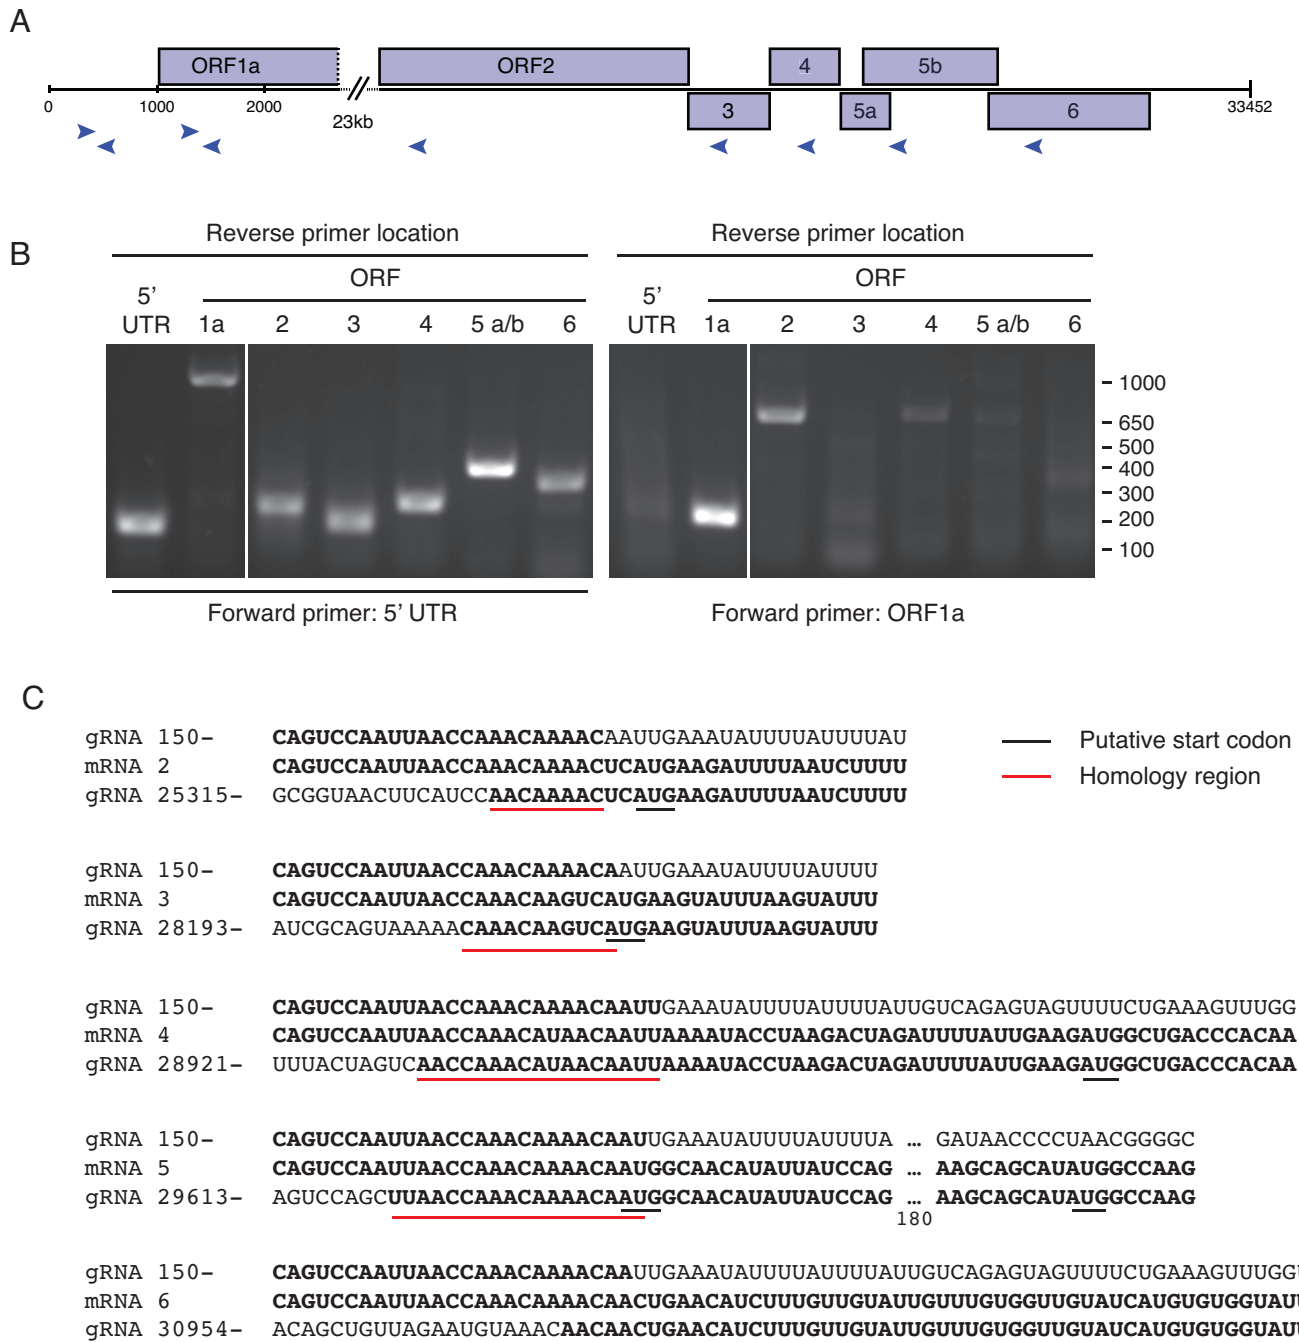 A
ORF1a
ORF2
4
5b
3
5a
6
0
1000
2000
23kb
33452
B
Reverse primer location
ORF
5’
UTR
1a
2
3
4
5 a/b
6
Forward primer: 5’ UTR
Reverse primer location
ORF
5’
UTR
1a
2
3
4
5 a/b
6
1000
650
500
400
300
200
100
Forward primer: ORF1a
C
gRNA 150– CAGUCCAAUUAACCAAACAAAACAAUUGAAAUAUUUUAUUUUAU
mRNA 2 CAGUCCAAUUAACCAAACAAAACUCAUGAAGAUUUUAAUCUUUU
gRNA 25315– GCGGUAACUUCAUCCAACAAAACUCAUGAAGAUUUUAAUCUUUU
Putative start codon
Homology region
gRNA 150– CAGUCCAAUUAACCAAACAAAACAAUUGAAAUAUUUUAUUUU
mRNA 3 CAGUCCAAUUAACCAAACAAGUCAUGAAGUAUUUAAGUAUUU
gRNA 28193– AUCGCAGUAAAAACAAACAAGUCAUGAAGUAUUUAAGUAUUU
gRNA 150– CAGUCCAAUUAACCAAACAAAACAAUUGAAAUAUUUUAUUUUAUUGUCAGAGUAGUUUUCUGAAAGUUUGG
mRNA 4 CAGUCCAAUUAACCAAACAUAACAAUUAAAAUACCUAAGACUAGAUUUUAUUGAAGAUGGCUGACCCACAA
gRNA 28921– UUUACUAGUCAACCAAACAUAACAAUUAAAAUACCUAAGACUAGAUUUUAUUGAAGAUGGCUGACCCACAA
gRNA 150– CAGUCCAAUUAACCAAACAAAACAAUUGAAAUAUUUUAUUUUA … GAUAACCCCUAACGGGGC
mRNA 5 CAGUCCAAUUAACCAAACAAAACAAUGGCAACAUAUUAUCCAG … AAGCAGCAUAUGGCCAAG
gRNA 29613– AGUCCAGCUUAACCAAACAAAACAAUGGCAACAUAUUAUCCAG … AAGCAGCAUAUGGCCAAG
180
gRNA 150– CAGUCCAAUUAACCAAACAAAACAAUUGAAAUAUUUUAUUUUAUUGUCAGAGUAGUUUUCUGAAAGUUUGG
mRNA 6 CAGUCCAAUUAACCAAACAAAACAACUGAACAUCUUUGUUGUAUUGUUUGUGGUUGUAUCAUGUGUGGUAU
gRNA 30954– ACAGCUGUUAGAAUGUAAACAACAACUGAACAUCUUUGUUGUAUUGUUUGUGGUUGUAUCAUGUGUGGUAU